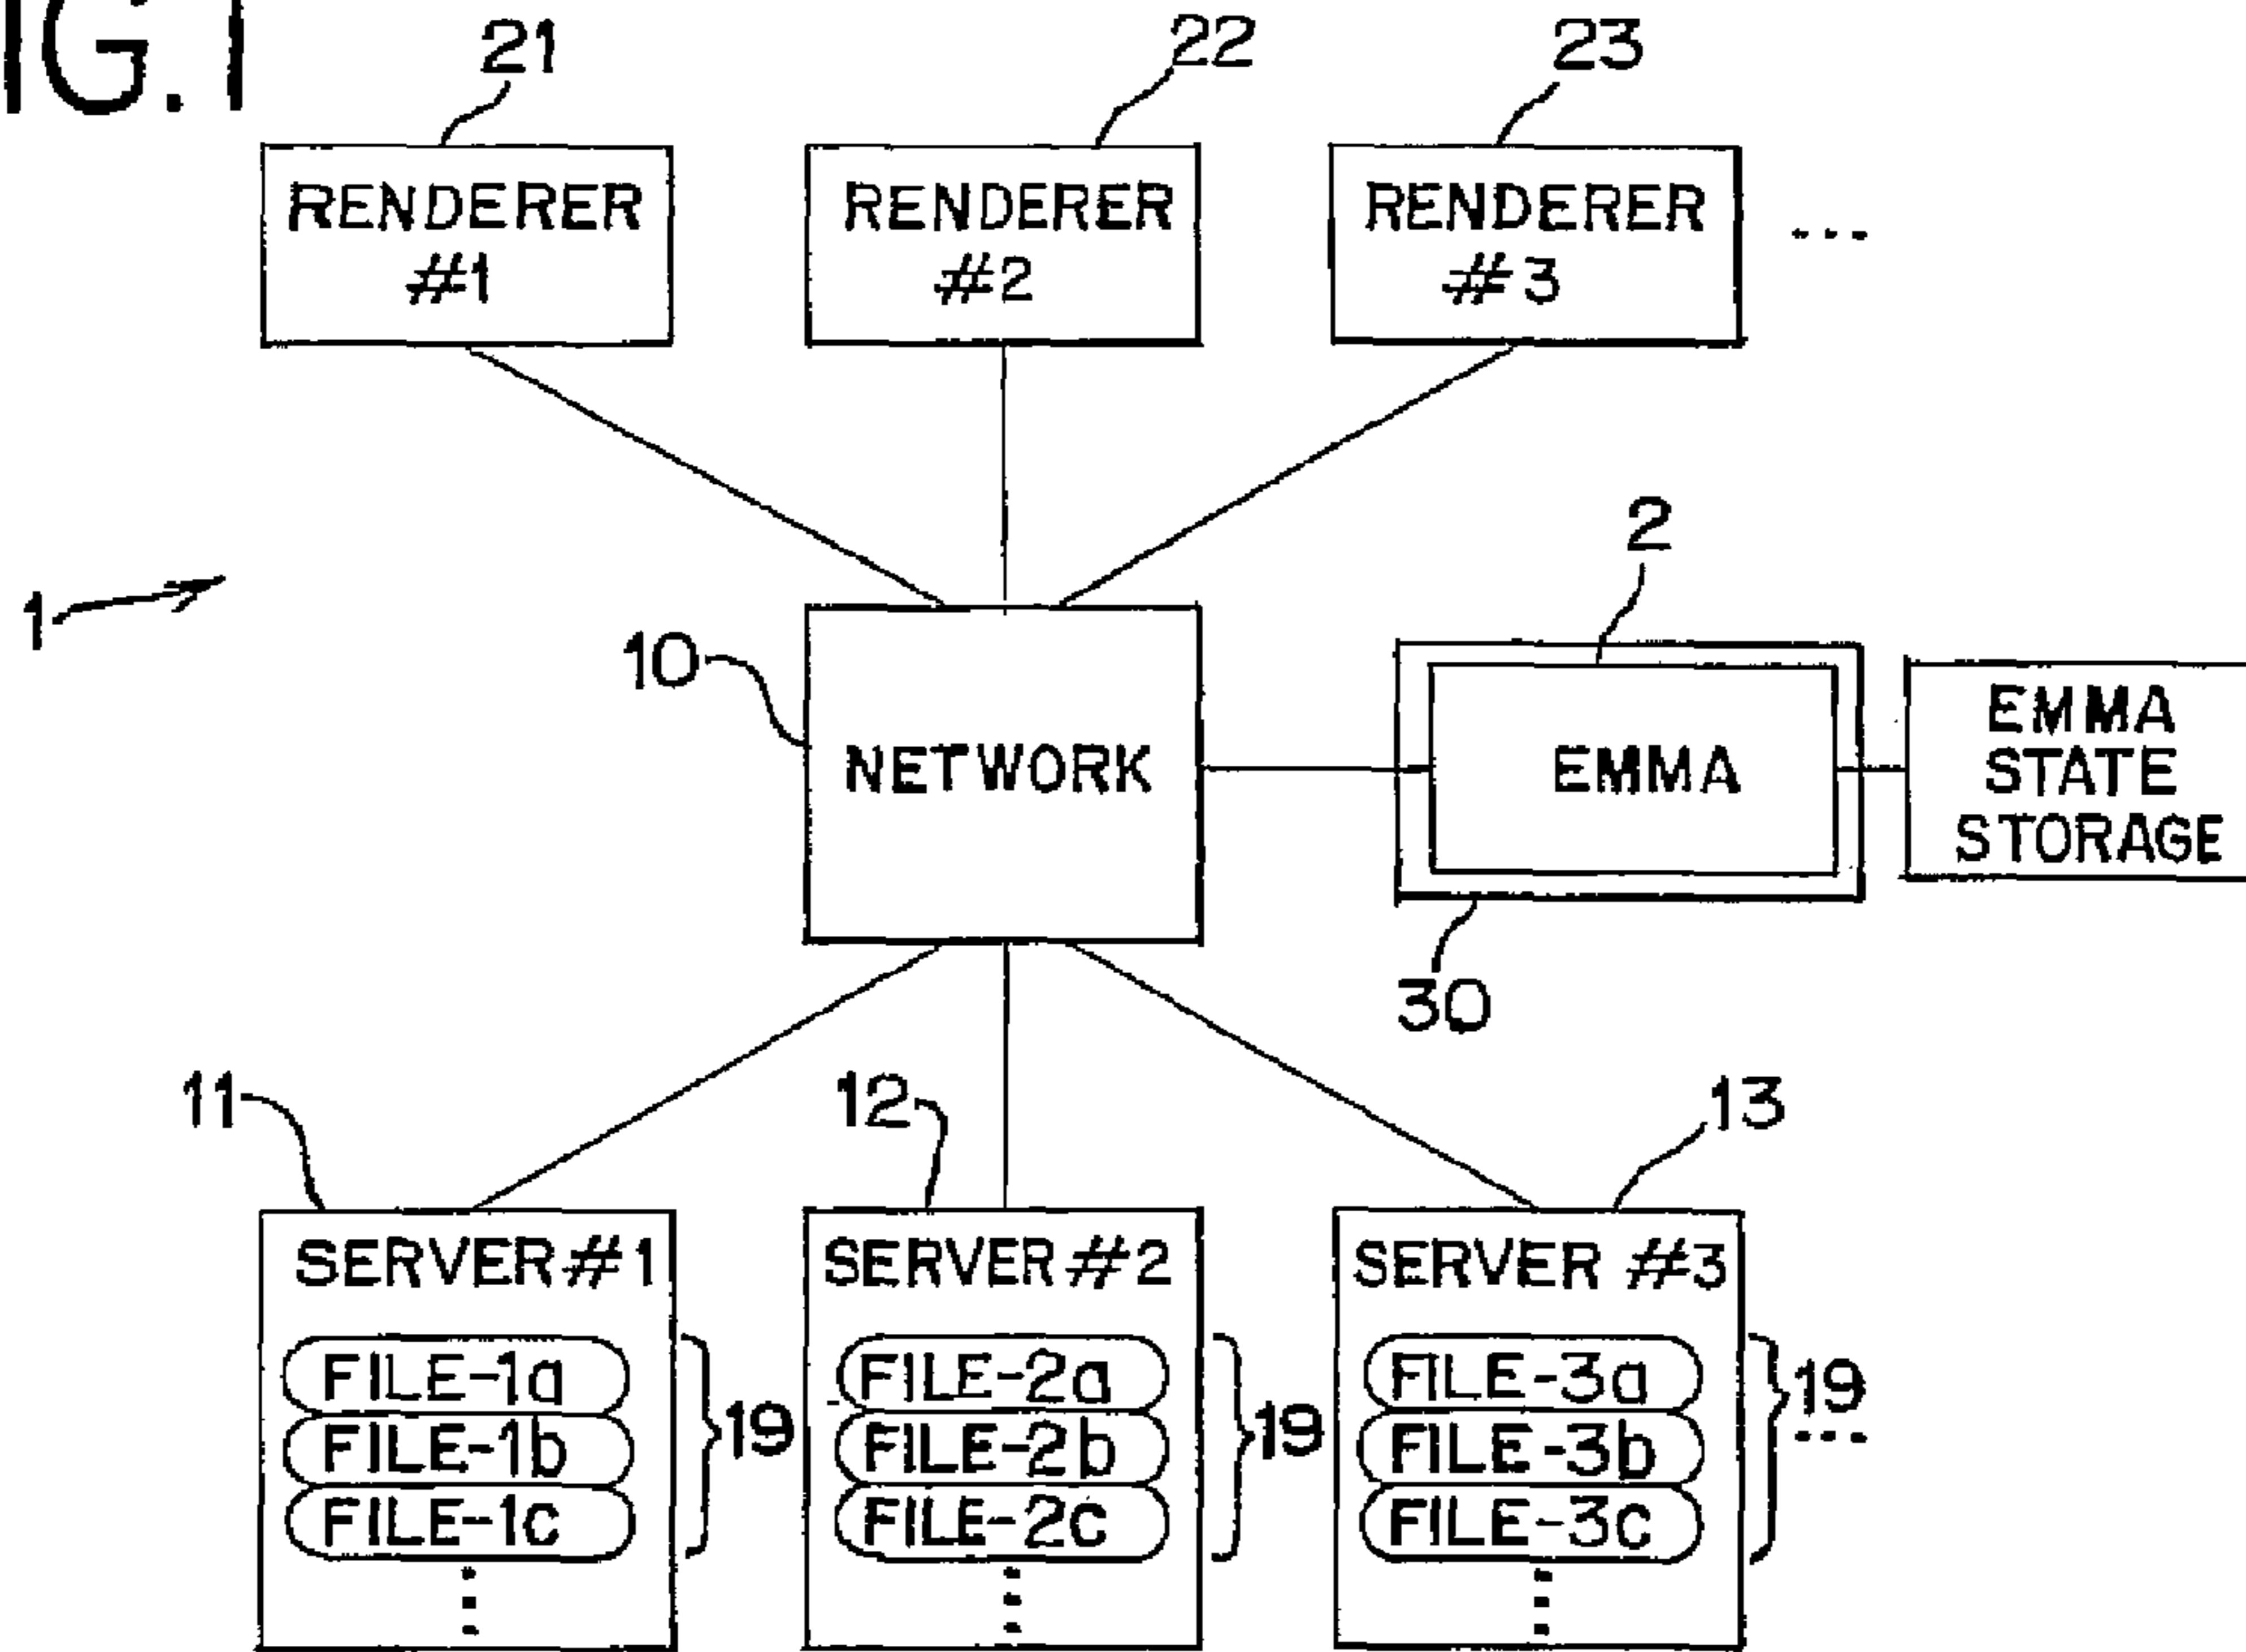 FIG.1
21
22
23
RENDERER
#1
RENDERER
#2
RENDERER
#3
...
1
2
10
NETWORK
EMMA
EMMA
STATE
STORAGE
30
11
12
13
SERVER #1
SERVER #2
SERVER #3
FILE-1a
FILE-1b
FILE-1c
19
FILE-2a
FILE-2b
FILE-2c
19
FILE-3a
FILE-3b
FILE-3c
19
...